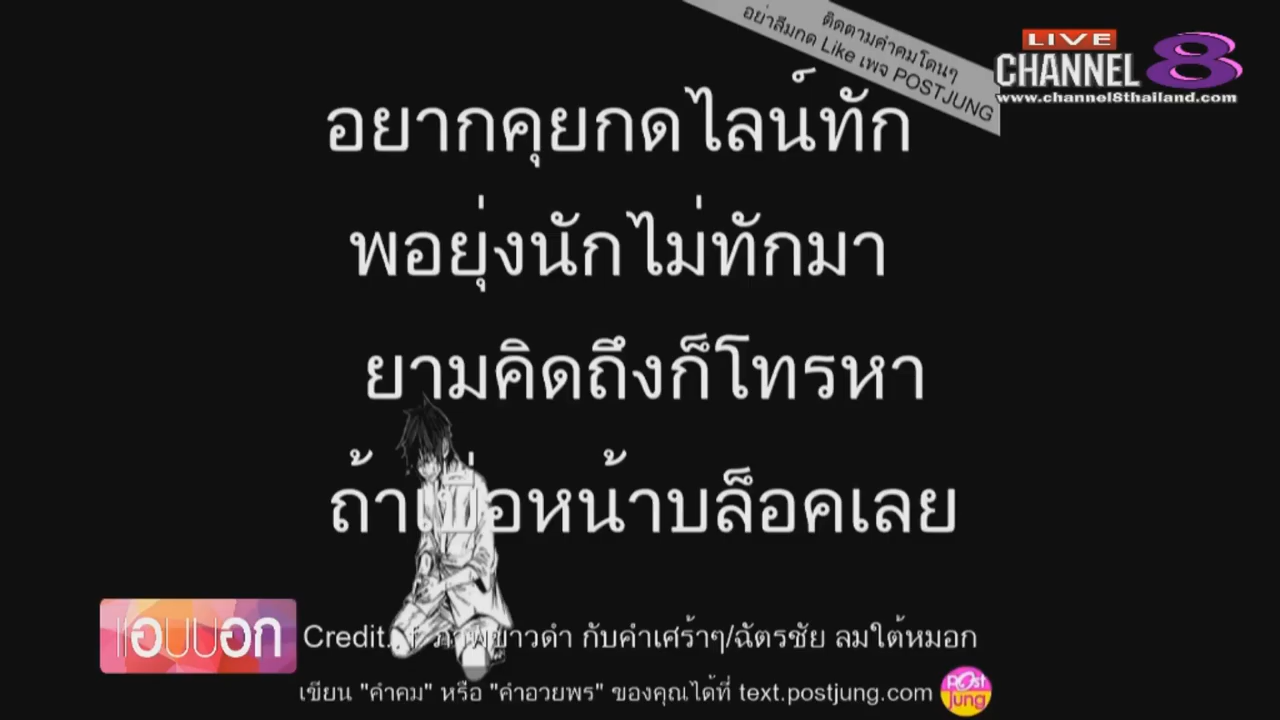 ติดตามคำคมโดนๆ
อย่าลืมกด Like เพจ POSTJUNG
LIVE
CHANNEL 8
www.channel8thailand.com
อยากคุยกดไลน์ทัก
พอยุ่งนักไม่ทักมา
ยามคิดถึงก็โทรหา
ถ้าเบื่อหน้าบล็อคเลย
แอบบอก
Credit. ภาพขาวดำ กับคำเศร้าๆ/ฉัตรชัย ลมใต้หมอก
เขียน "คำคม" หรือ "คำอวยพร" ของคุณได้ที่ text.postjung.com
Post
jung